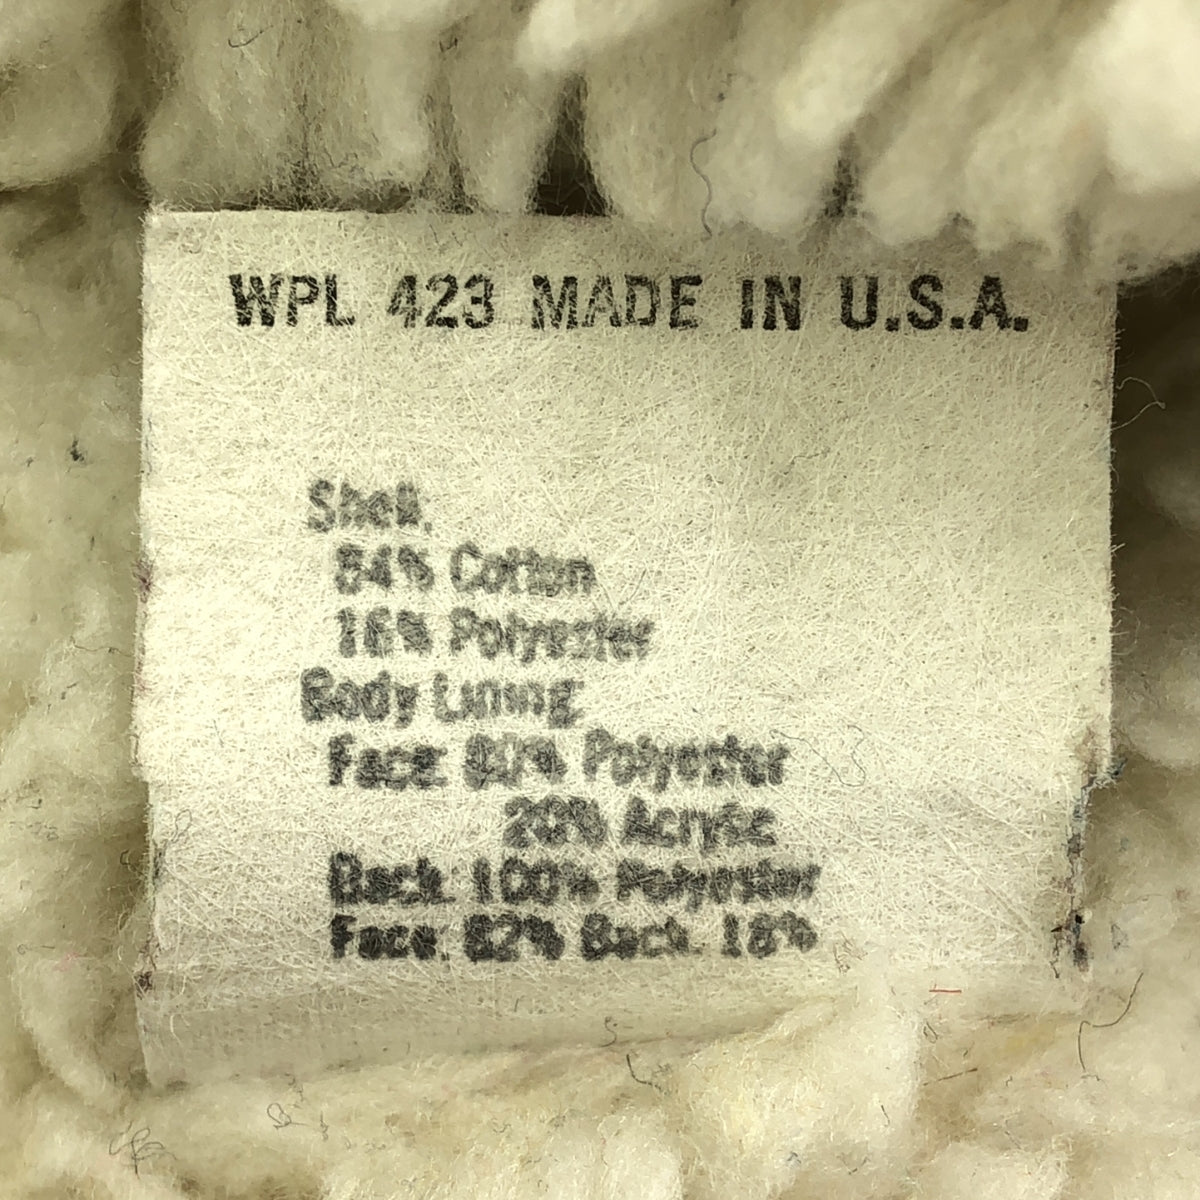 WPL 423 MADE IN U.S.A.
Shell:
84% Cotton
16% Polyester
Body Lining:
Face: 80% Polyester
20% Acrylic
Back: 100% Polyester
Face: 82% Back: 18%